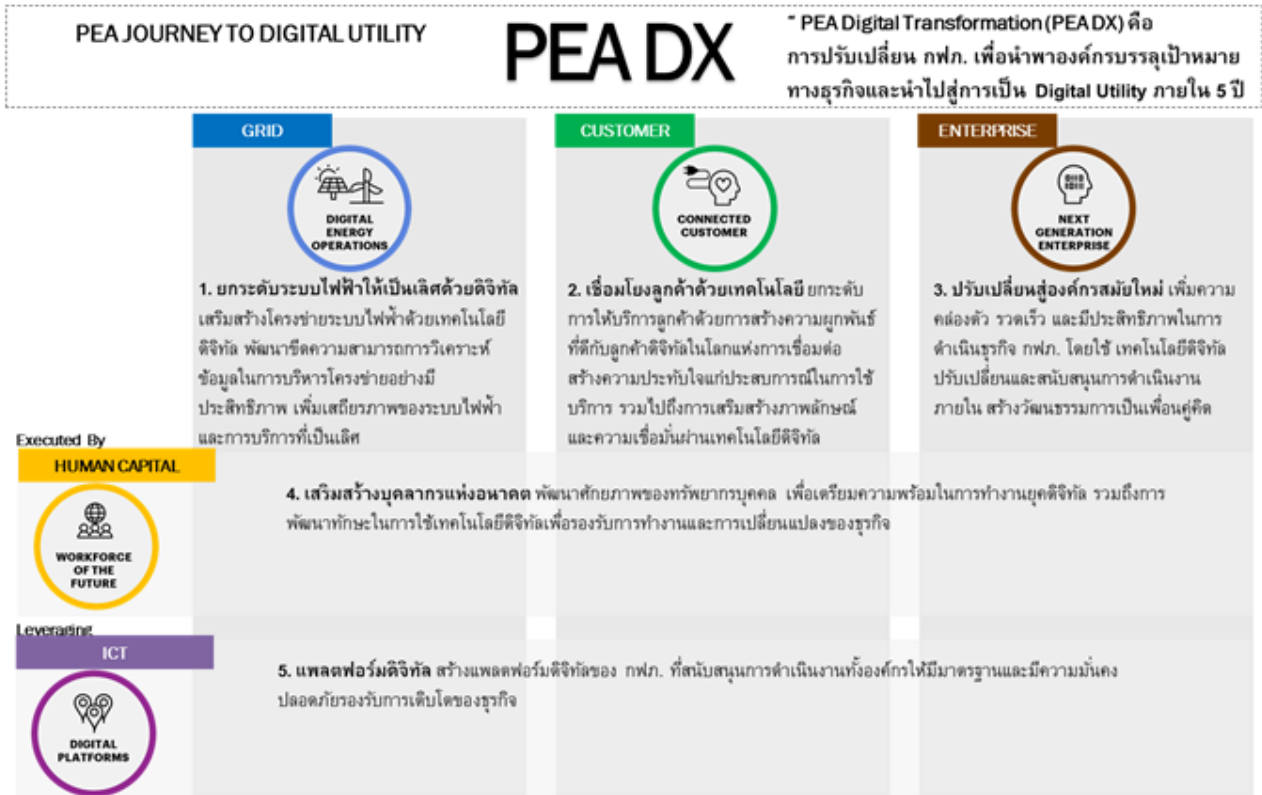 PEA JOURNEY TO DIGITAL UTILITY
PEA DX
" PEA Digital Transformation (PEA DX) คือ
การปรับเปลี่ยน กฟภ. เพื่อนำพาองค์กรบรรลุเป้าหมาย
ทางธุรกิจและนำไปสู่การเป็น Digital Utility ภายใน 5 ปี
GRID
DIGITAL
ENERGY
OPERATIONS
1. ยกระดับระบบไฟฟ้าให้เป็นเลิศด้วยดิจิทัล
เสริมสร้างโครงข่ายระบบไฟฟ้าด้วยเทคโนโลยี
ดิจิทัล พัฒนาขีดความสามารถการวิเคราะห์
ข้อมูลในการบริหารโครงข่ายอย่างมี
ประสิทธิภาพ เพิ่มเสถียรภาพของระบบไฟฟ้า
และการบริการที่เป็นเลิศ
CUSTOMER
CONNECTED
CUSTOMER
2. เชื่อมโยงลูกค้าด้วยเทคโนโลยี ยกระดับ
การให้บริการลูกค้าด้วยการสร้างความผูกพันธ์
ที่ดีกับลูกค้าดิจิทัลในโลกแห่งการเชื่อมต่อ
สร้างความประทับใจแก่ประสบการณ์ในการใช้
บริการ รวมไปถึงการเสริมสร้างภาพลักษณ์
และความเชื่อมั่นผ่านเทคโนโลยีดิจิทัล
ENTERPRISE
NEXT
GENERATION
ENTERPRISE
3. ปรับเปลี่ยนสู่องค์กรสมัยใหม่ เพิ่มความ
คล่องตัว รวดเร็ว และมีประสิทธิภาพในการ
ดำเนินธุรกิจ กฟภ. โดยใช้ เทคโนโลยีดิจิทัล
ปรับเปลี่ยนและสนับสนุนการดำเนินงาน
ภายใน สร้างวัฒนธรรมการเป็นเพื่อนคู่คิด
Executed By
HUMAN CAPITAL
WORKFORCE
OF THE
FUTURE
4. เสริมสร้างบุคลากรแห่งอนาคต พัฒนาศักยภาพของทรัพยากรบุคคล เพื่อเตรียมความพร้อมในการทำงานยุคดิจิทัล รวมถึงการ
พัฒนาทักษะในการใช้เทคโนโลยีดิจิทัลเพื่อรองรับการทำงานและการเปลี่ยนแปลงของธุรกิจ
Leveraging
ICT
DIGITAL
PLATFORMS
5. แพลตฟอร์มดิจิทัล สร้างแพลตฟอร์มดิจิทัลของ กฟภ. ที่สนับสนุนการดำเนินงานทั้งองค์กรให้มีมาตรฐานและมีความมั่นคง
ปลอดภัยรองรับการเติบโตของธุรกิจ